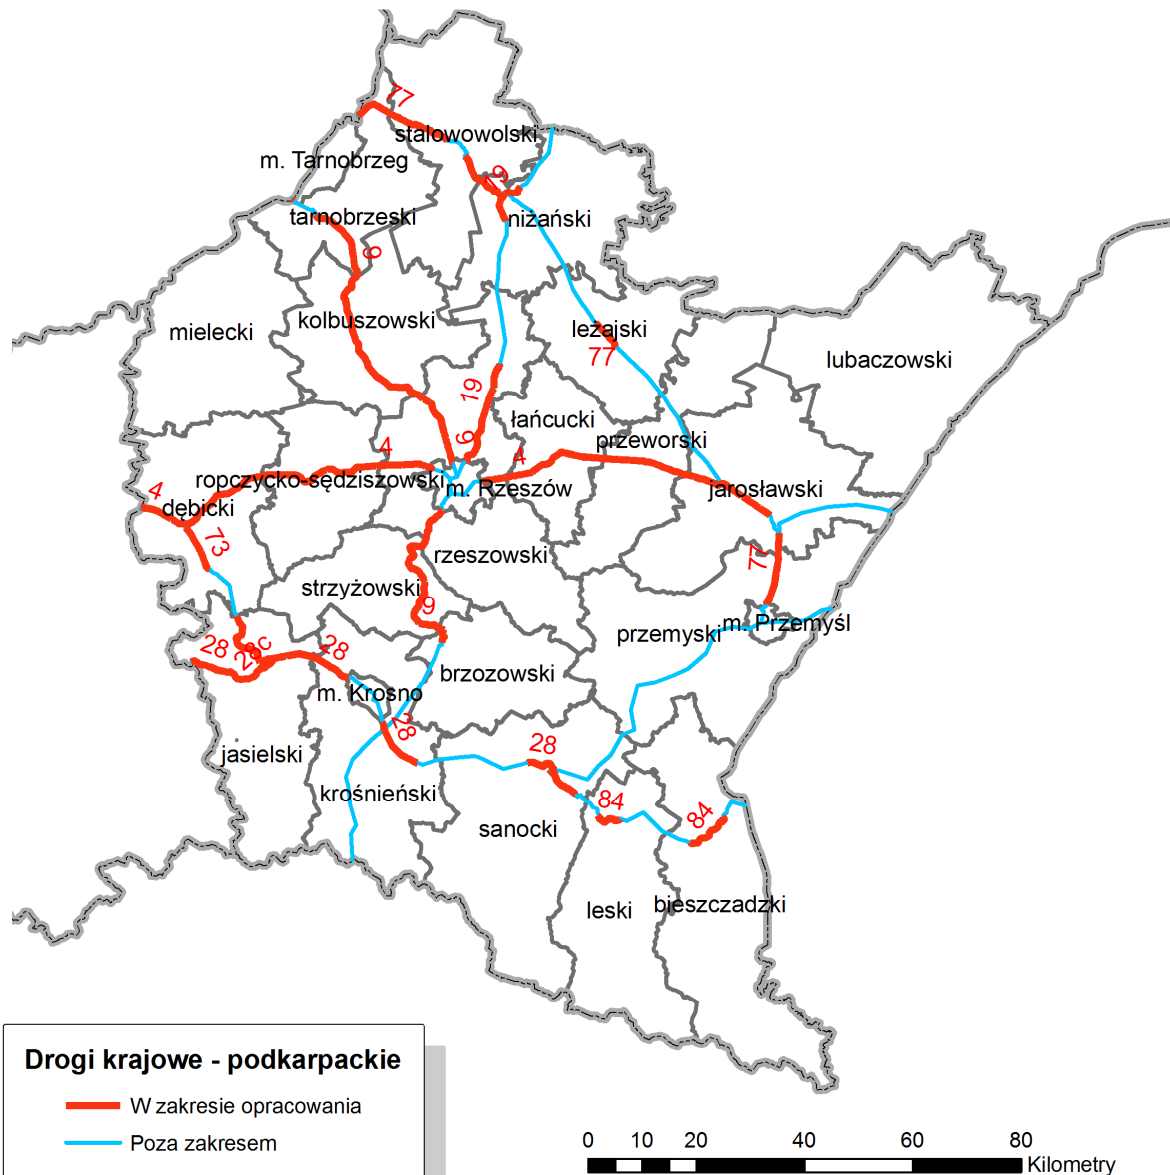 77
stalowowolski
m. Tarnobrzeg
19
tarnobrzeski
niżański
9
kolbuszowski
mielecki
leżajski
77
lubaczowski
19
łańcucki
9
przeworski
4
4
ropczycko-sędziszowski
m. Rzeszów
jarosławski
4
dębicki
73
rzeszowski
77
strzyżowski
9
m. Przemyśl
przemyski
28
28c
28
brzozowski
m. Krosno
28
28
jasielski
krośnieński
84
84
sanocki
leski
bieszczadzki
Drogi krajowe - podkarpackie
W zakresie opracowania
Poza zakresem
0 10 20 40 60 80
Kilometry